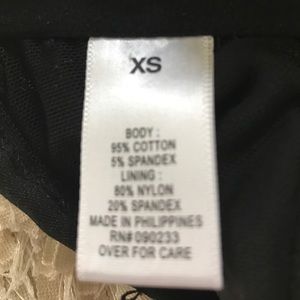 XS
BODY :
95% COTTON
5% SPANDEX
LINING :
80% NYLON
20% SPANDEX
MADE IN PHILIPPINES
RN# 090233
OVER FOR CARE